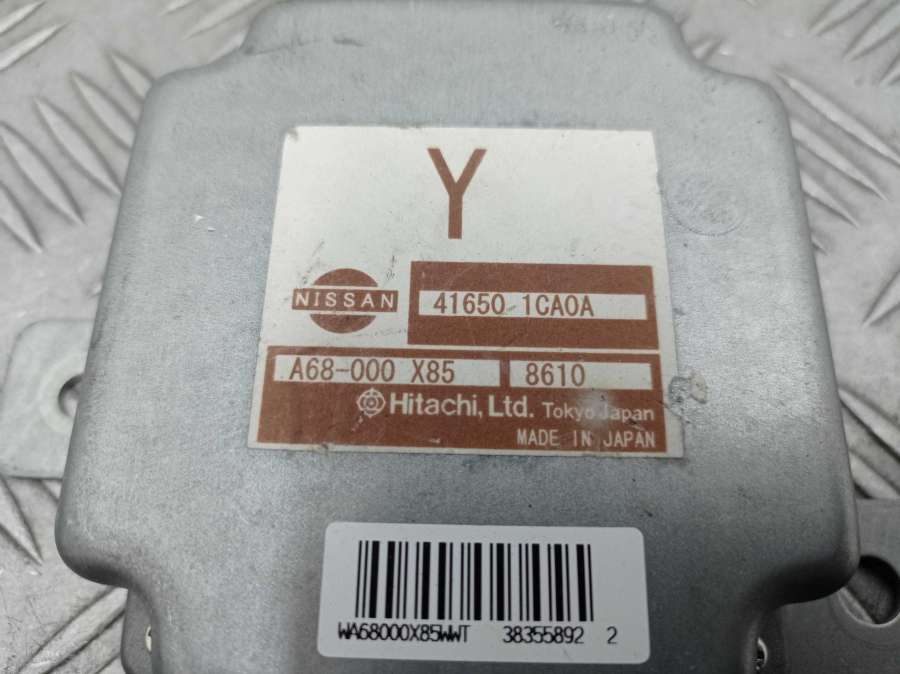 Y
NISSAN
41650 1CA0A
A68-000 X85 8610
Hitachi, Ltd. Tokyo Japan
MADE IN JAPAN
WA68000X85WWT 38355892 2